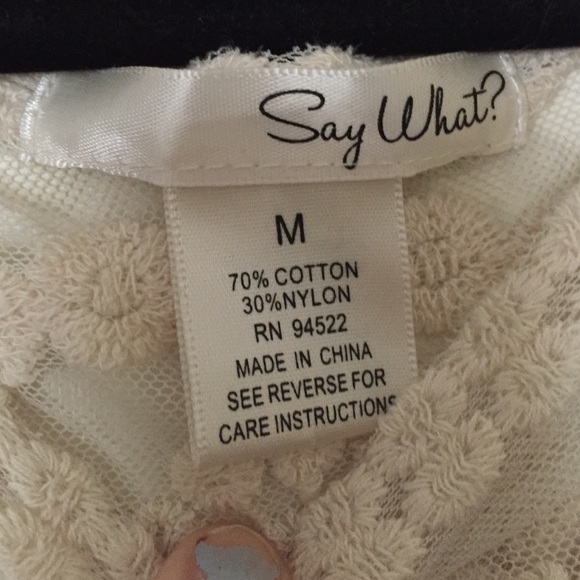 Say What?
M
70% COTTON
30%NYLON
RN 94522
MADE IN CHINA
SEE REVERSE FOR
CARE INSTRUCTIONS